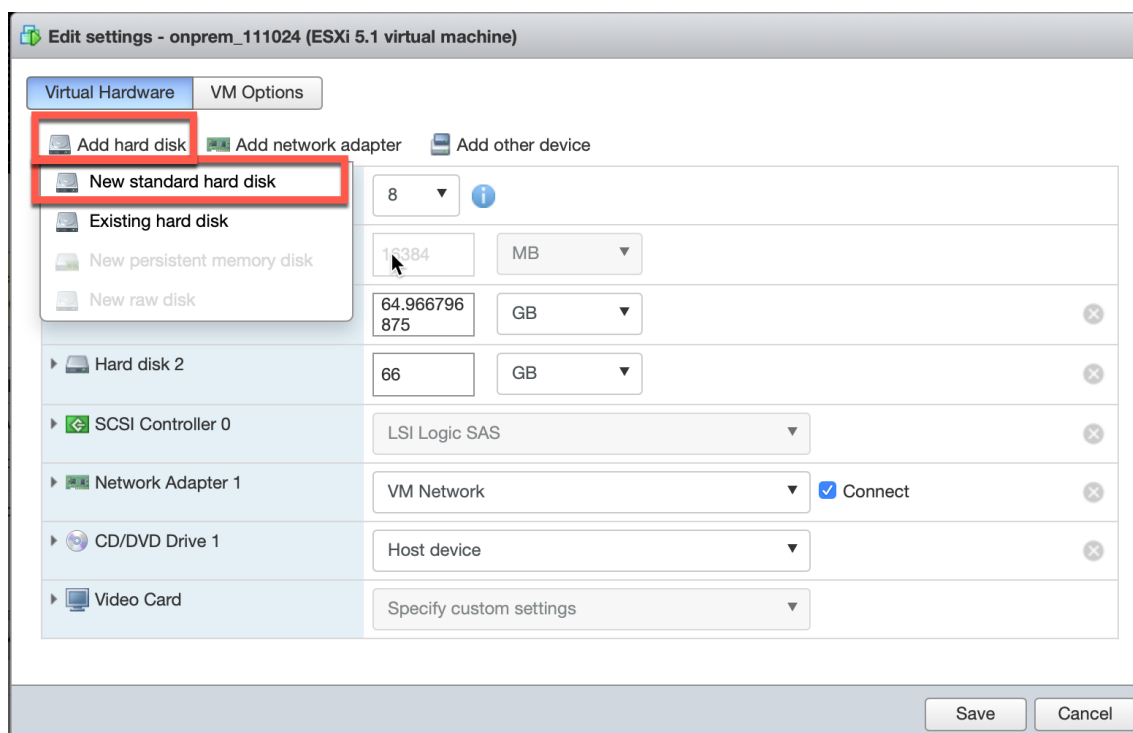 Edit settings - onprem_111024 (ESXi 5.1 virtual machine)
Virtual Hardware
VM Options
Add hard disk
Add network adapter
Add other device
New standard hard disk
Existing hard disk
New persistent memory disk
New raw disk
8
i
16384
MB
64.966796
875
GB
Hard disk 2
66
GB
SCSI Controller 0
LSI Logic SAS
Network Adapter 1
VM Network
Connect
CD/DVD Drive 1
Host device
Video Card
Specify custom settings
Save
Cancel